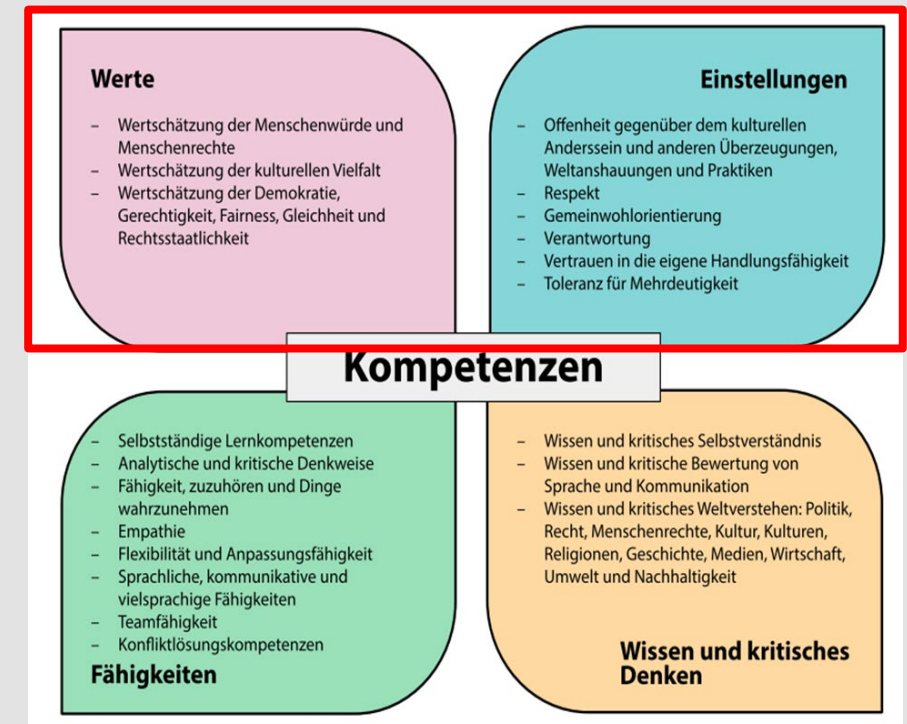 Werte
– Wertschätzung der Menschenwürde und
Menschenrechte
– Wertschätzung der kulturellen Vielfalt
– Wertschätzung der Demokratie,
Gerechtigkeit, Fairness, Gleichheit und
Rechtsstaatlichkeit
Einstellungen
– Offenheit gegenüber dem kulturellen
Anderssein und anderen Überzeugungen,
Weltanshauungen und Praktiken
– Respekt
– Gemeinwohlorientierung
– Verantwortung
– Vertrauen in die eigene Handlungsfähigkeit
– Toleranz für Mehrdeutigkeit
Kompetenzen
– Selbstständige Lernkompetenzen
– Analytische und kritische Denkweise
– Fähigkeit, zuzuhören und Dinge
wahrzunehmen
– Empathie
– Flexibilität und Anpassungsfähigkeit
– Sprachliche, kommunikative und
vielsprachige Fähigkeiten
– Teamfähigkeit
– Konfliktlösungskompetenzen
Fähigkeiten
– Wissen und kritisches Selbstverständnis
– Wissen und kritische Bewertung von
Sprache und Kommunikation
– Wissen und kritisches Weltverstehen: Politik,
Recht, Menschenrechte, Kultur, Kulturen,
Religionen, Geschichte, Medien, Wirtschaft,
Umwelt und Nachhaltigkeit
Wissen und kritisches
Denken